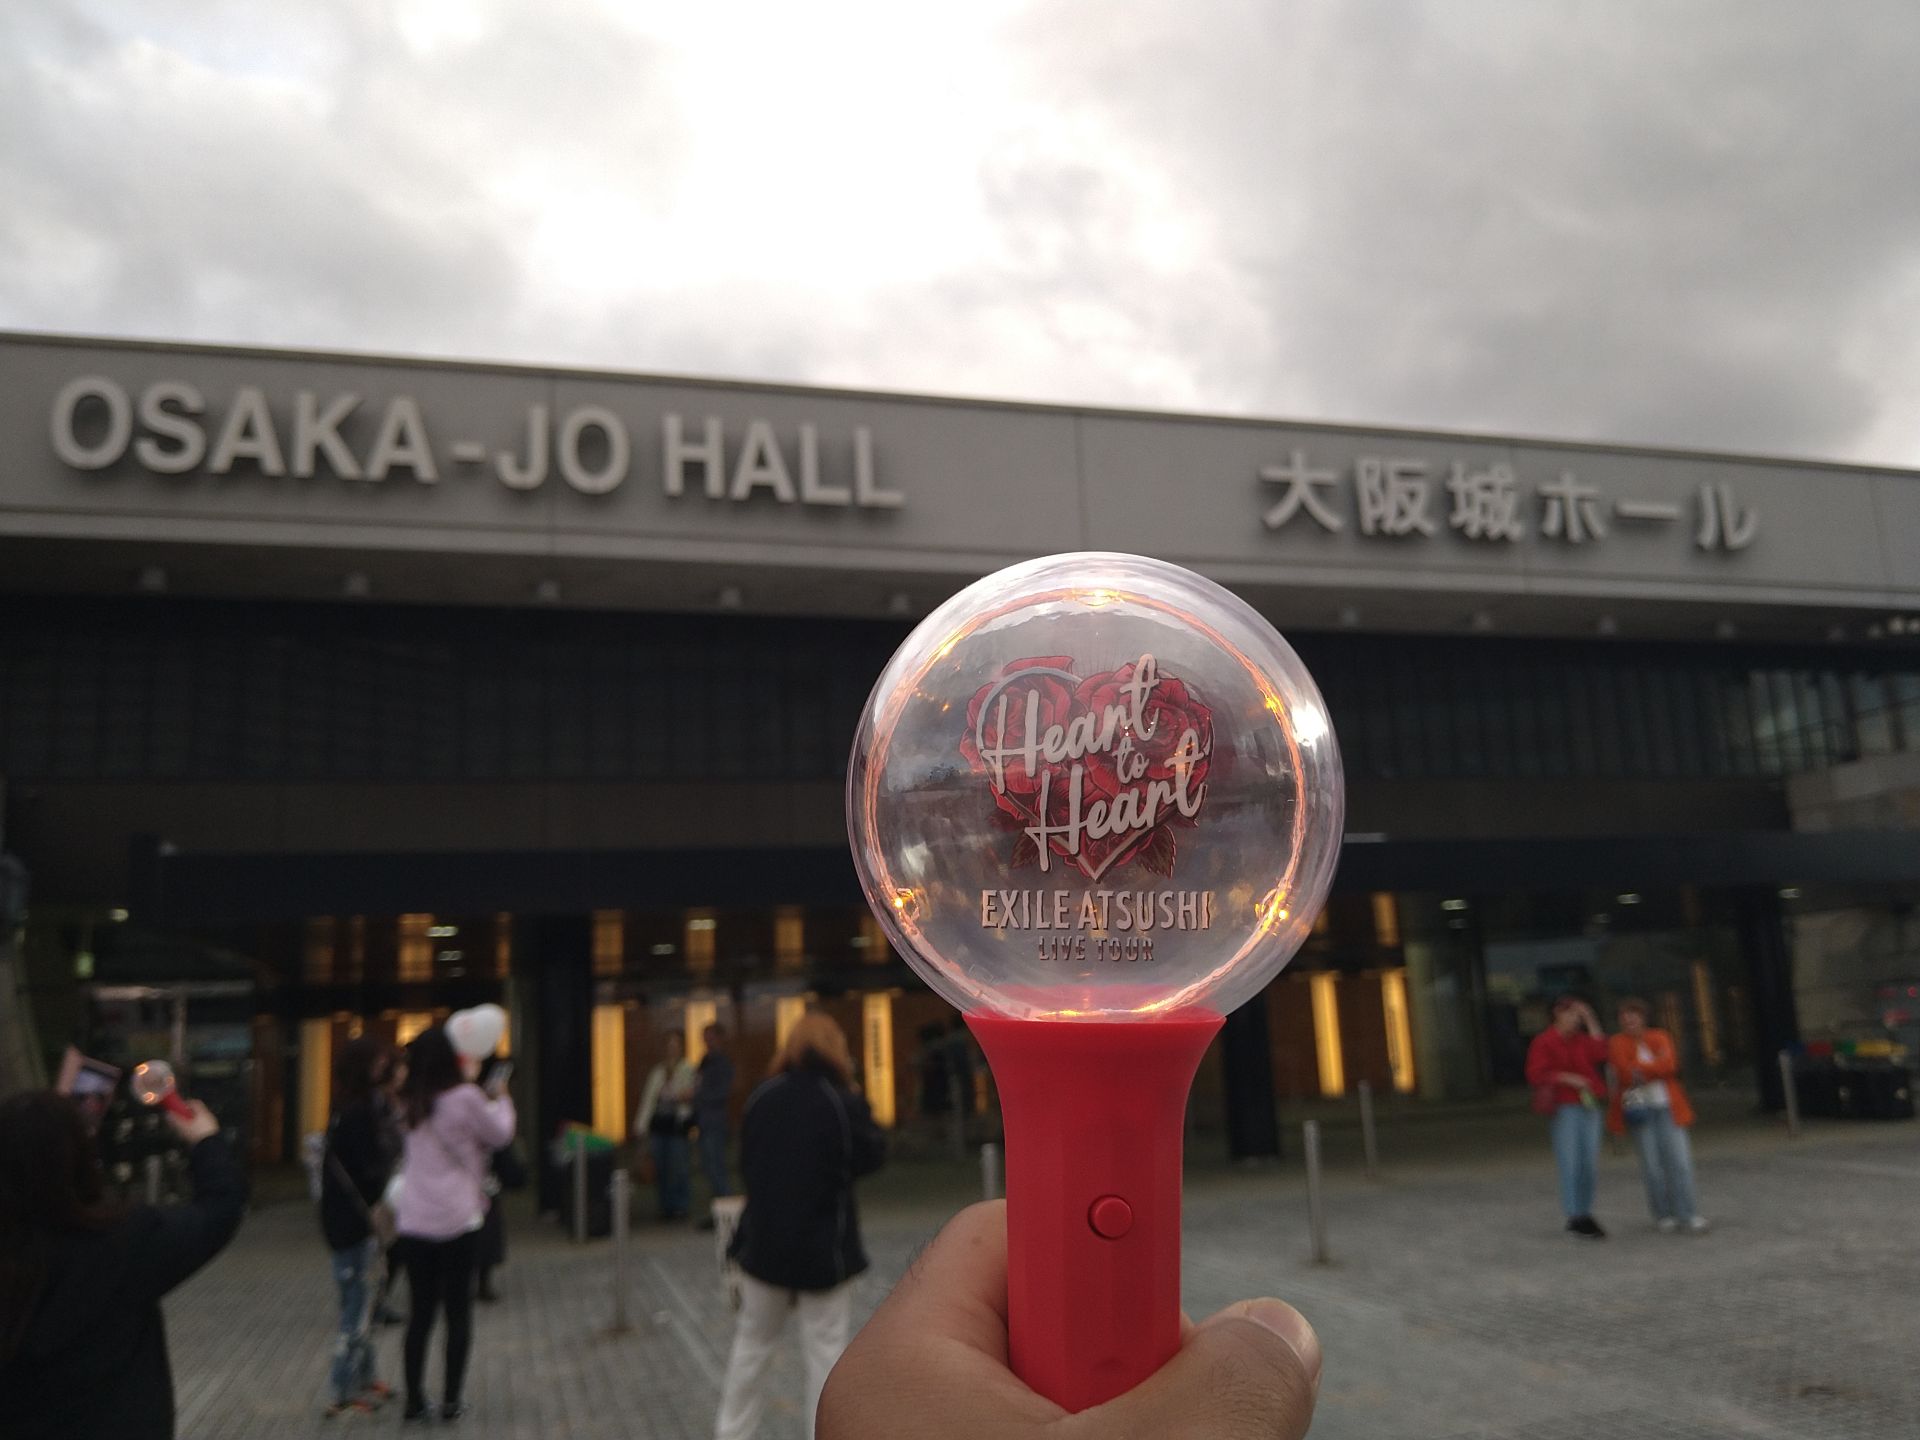 OSAKA-JO HALL
大阪城ホール
Heart
to
Heart
EXILE ATSUSHI
LIVE TOUR